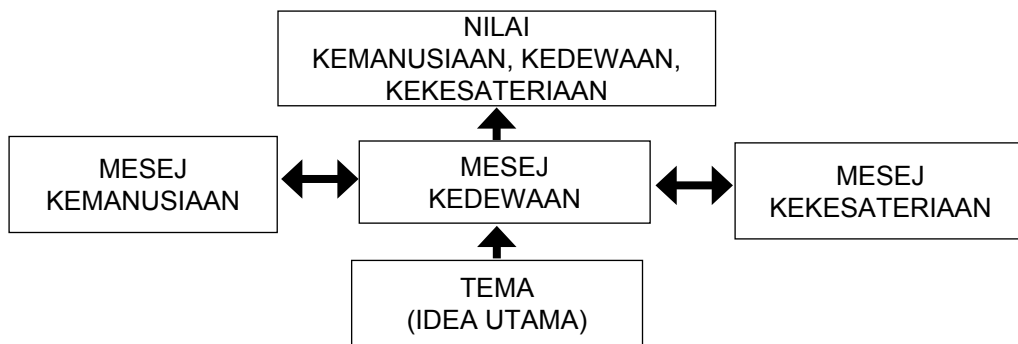 NILAI
KEMANUSIAAN, KEDEWAAN,
KEKESATERIAAN
MESEJ
KEMANUSIAAN
MESEJ
KEDEWAAN
MESEJ
KEKESATERIAAN
TEMA
(IDEA UTAMA)